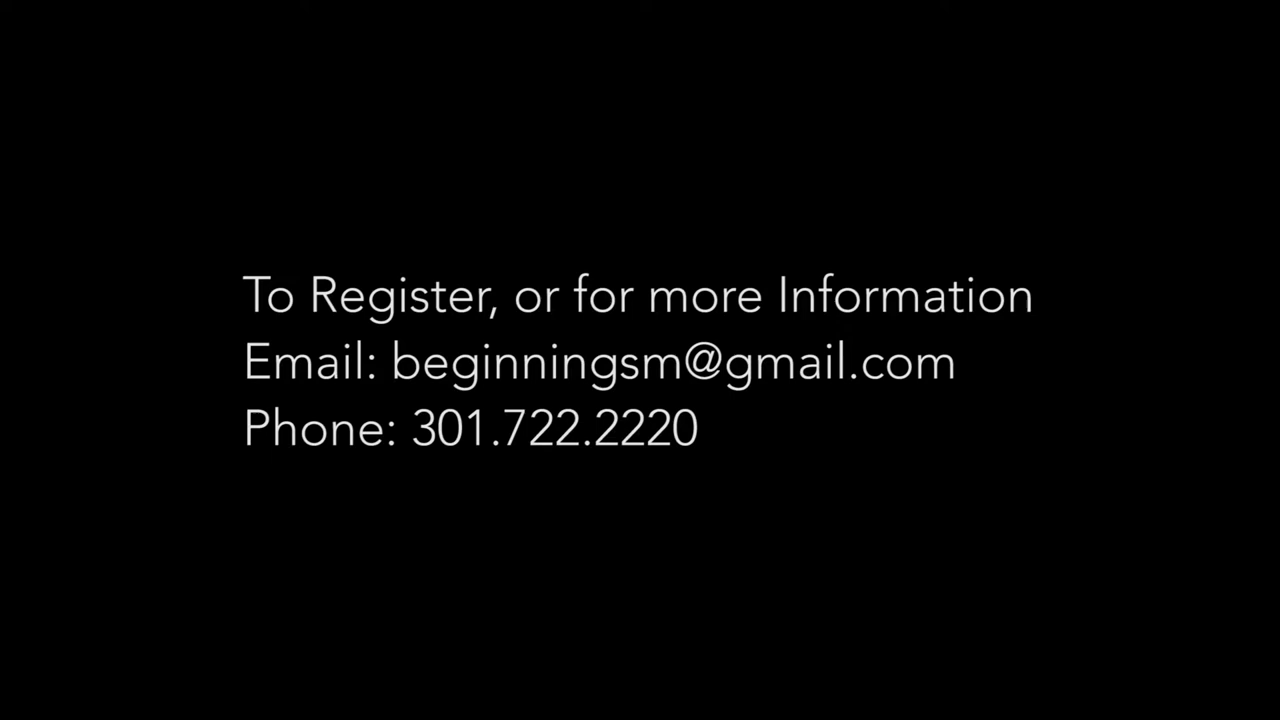 To Register, or for more Information
Email: beginningsm@gmail.com
Phone: 301.722.2220